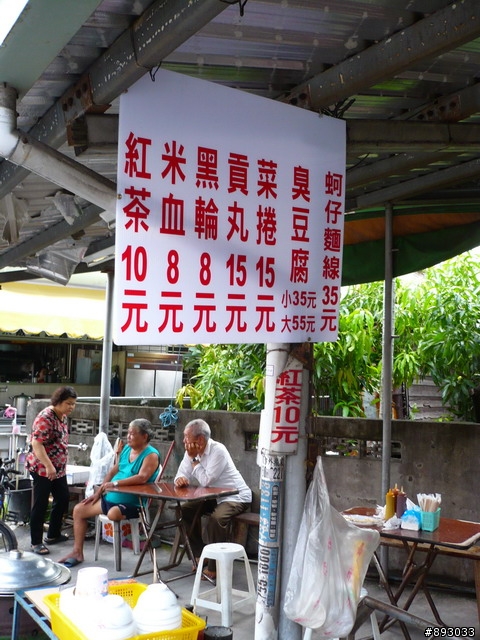 蚵仔麵線35元
臭豆腐 小35元 大55元
菜捲15元
貢丸15元
黑輪8元
米血8元
紅茶10元
紅茶10元
#893033